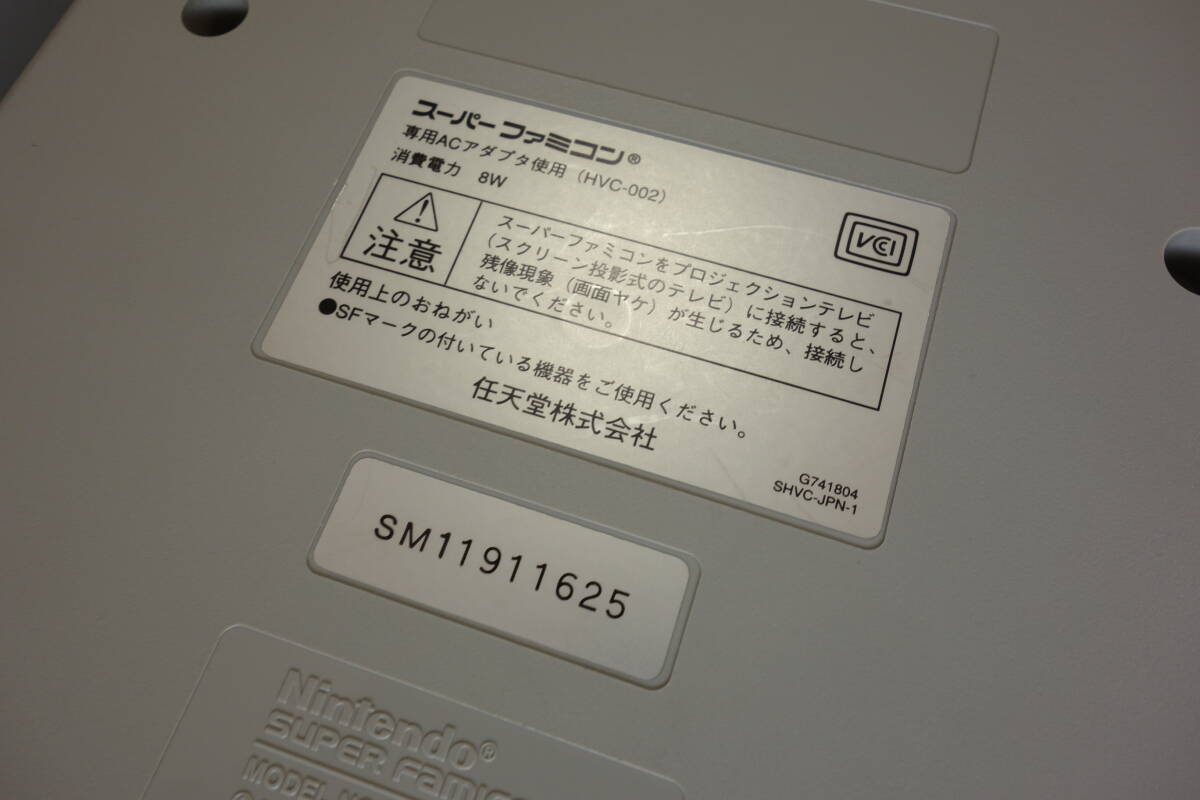 スーパーファミコン®
専用ACアダプタ使用 (HVC-002)
消費電力 8W
VCI
注意
スーパーファミコンをプロジェクションテレビ
(スクリーン投影式のテレビ) に接続すると、
残像現象 (画面ヤケ) が生じるため、接続し
ないでください。
使用上のおねがい
●SFマークの付いている機器をご使用ください。
任天堂株式会社
G741804
SHVC-JPN-1
SM11911625
Nintendo®
SUPER
MODEL